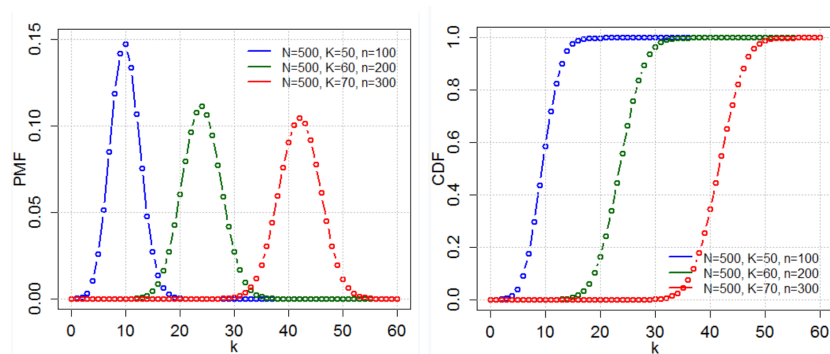 PMF
0.00
0.05
0.10
0.15
N=500, K=50, n=100
N=500, K=60, n=200
N=500, K=70, n=300
0 10 20 30 40 50 60
k
CDF
0.0
0.2
0.4
0.6
0.8
1.0
N=500, K=50, n=100
N=500, K=60, n=200
N=500, K=70, n=300
0 10 20 30 40 50 60
k